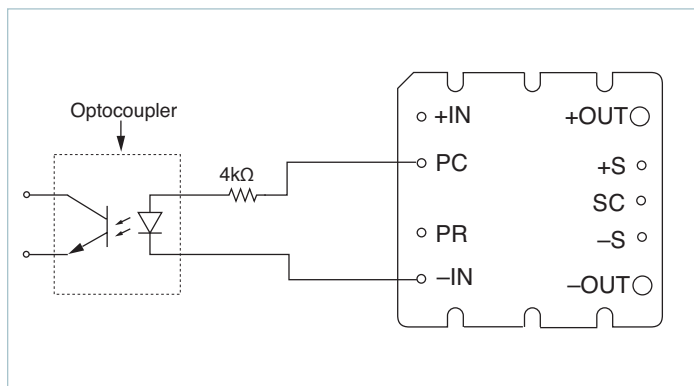 Optocoupler
4kΩ
+IN
PC
PR
–IN
+OUT
+S
SC
–S
–OUT